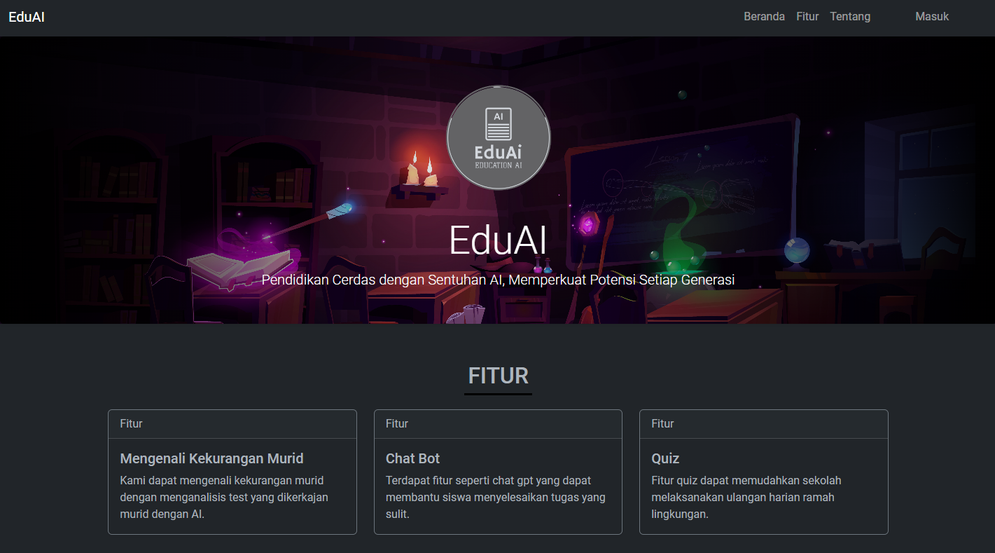 EduAI
Beranda Fitur Tentang Masuk
AI
EduAi
EDUCATION AI
EduAI
Pendidikan Cerdas dengan Sentuhan AI, Memperkuat Potensi Setiap Generasi
FITUR
Fitur
Mengenali Kekurangan Murid
Kami dapat mengenali kekurangan murid
dengan menganalisis test yang dikerjakan
murid dengan AI.
Fitur
Chat Bot
Terdapat fitur seperti chat gpt yang dapat
membantu siswa menyelesaikan tugas yang
sulit.
Fitur
Quiz
Fitur quiz dapat memudahkan sekolah
melaksanakan ulangan harian ramah
lingkungan.